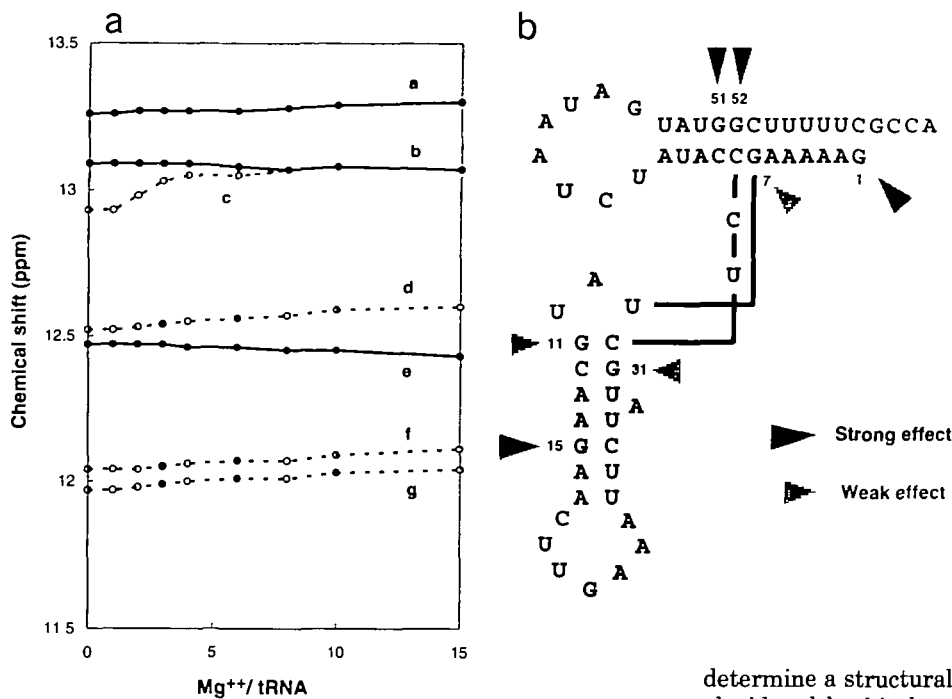 a
13.5
13
12.5
12
11.5
Chemical shift (ppm)
a
b
c
d
e
f
g
0 5 10 15
Mg++/ tRNA
b
51 52
A U A G
A A U C U
UAUGGCUUUUUCGCCA
AUACCGAAAAAG
7 1
C
U
U A U
11 G C
C G 31
A U
A
A U
15 G C
A U
A U
C A
U A
U A
G
Strong effect
Weak effect
determine a structural